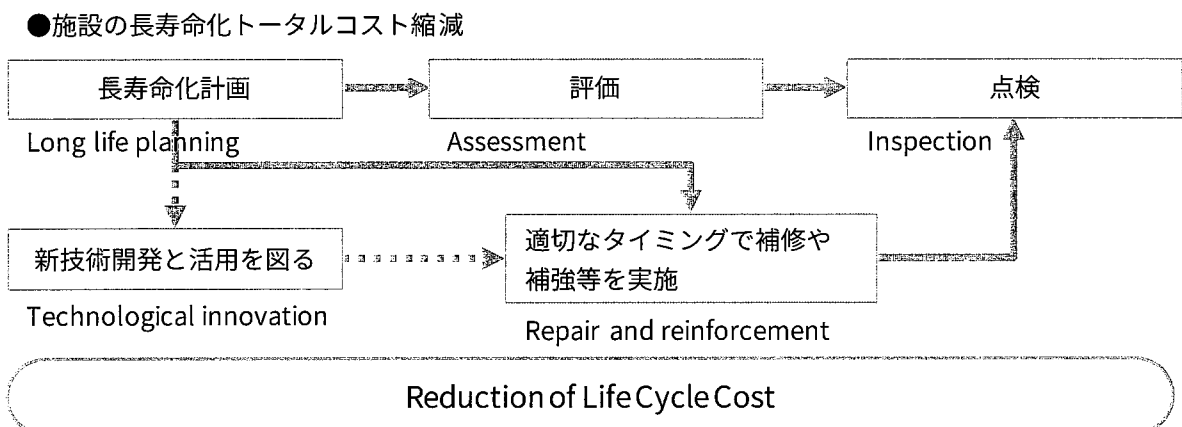 ●施設の長寿命化トータルコスト縮減
長寿命化計画
評価
点検
Long life planning
Assessment
Inspection
新技術開発と活用を図る
適切なタイミングで補修や
補強等を実施
Technological innovation
Repair and reinforcement
Reduction of Life Cycle Cost